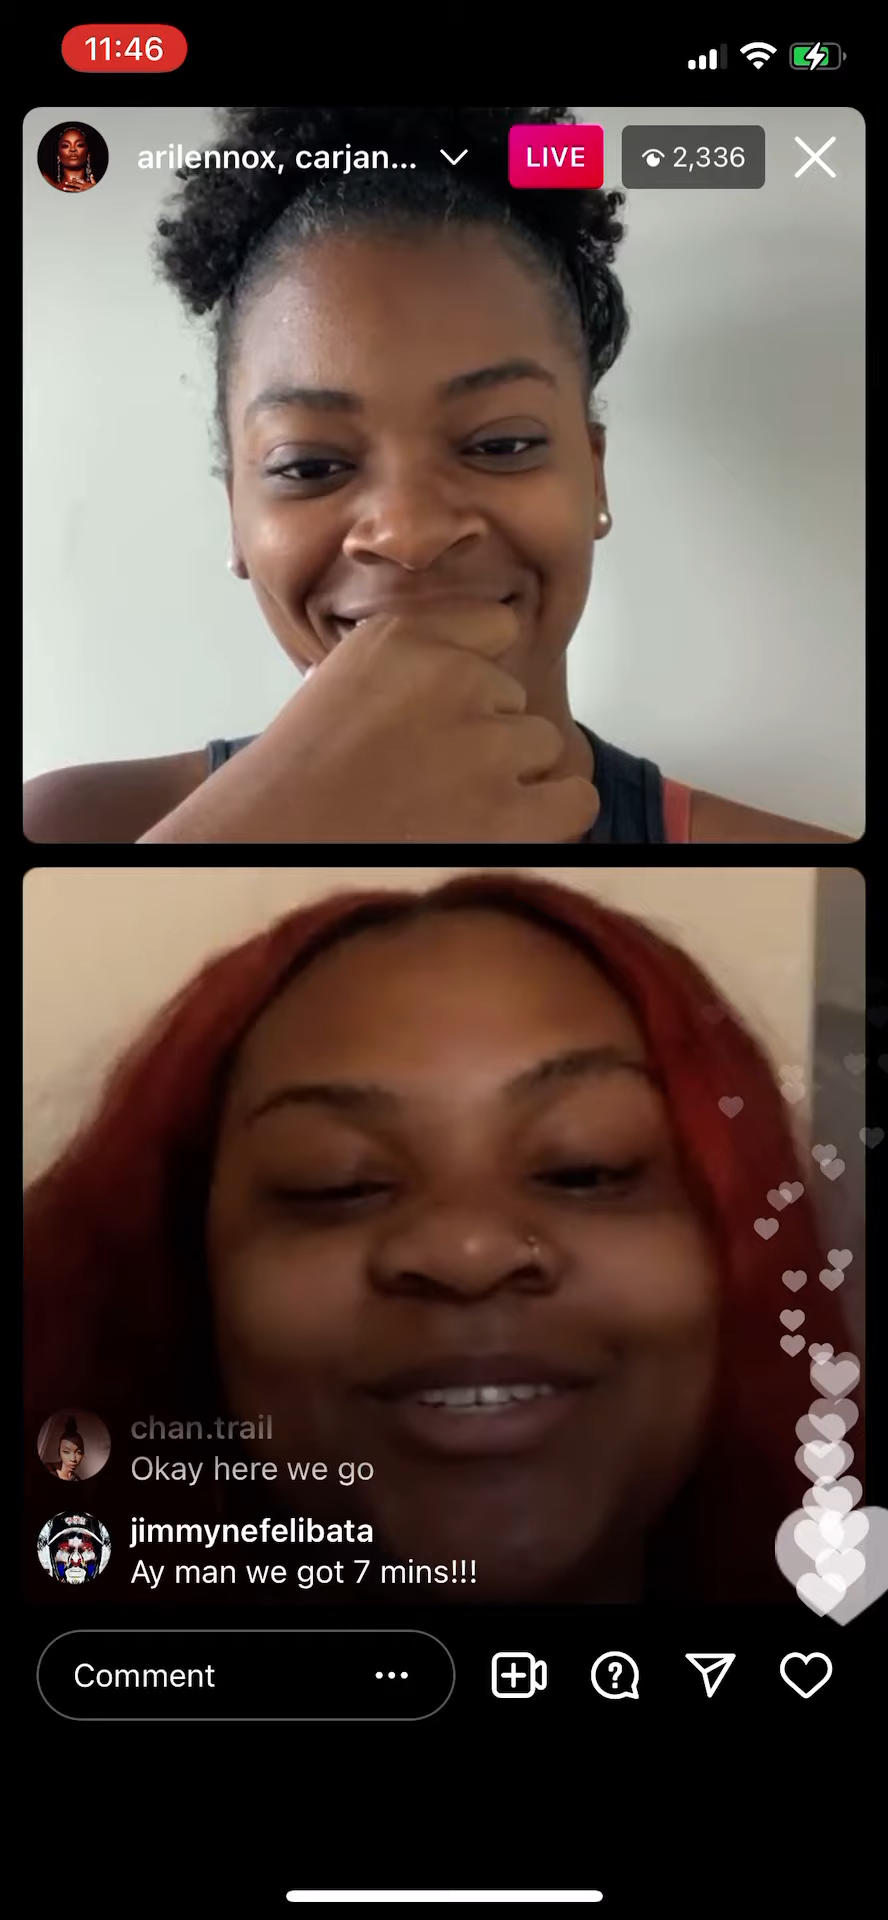 11:46
arilennox, carjan...
LIVE
2,336
chan.trail
Okay here we go
jimmynefelibata
Ay man we got 7 mins!!!
Comment